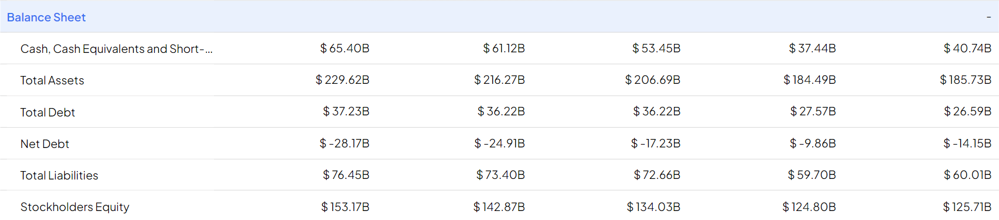 Balance Sheet -
Cash, Cash Equivalents and Short-... $ 65.40B $ 61.12B $ 53.45B $ 37.44B $ 40.74B
Total Assets $ 229.62B $ 216.27B $ 206.69B $ 184.49B $ 185.73B
Total Debt $ 37.23B $ 36.22B $ 36.22B $ 27.57B $ 26.59B
Net Debt $ -28.17B $ -24.91B $ -17.23B $ -9.86B $ -14.15B
Total Liabilities $ 76.45B $ 73.40B $ 72.66B $ 59.70B $ 60.01B
Stockholders Equity $ 153.17B $ 142.87B $ 134.03B $ 124.80B $ 125.71B